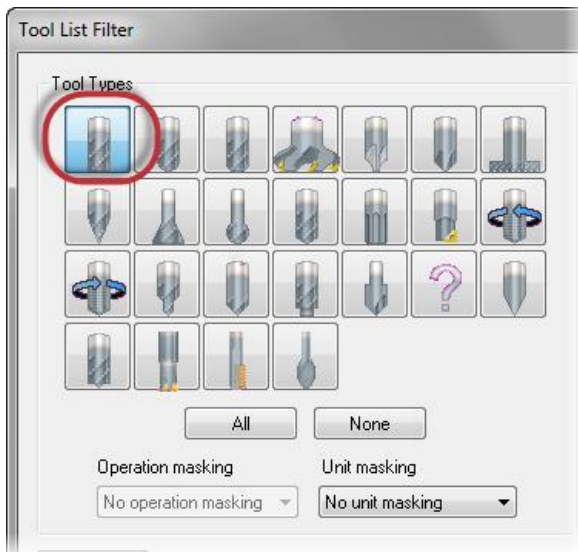 Tool List Filter
Tool Types
All
None
Operation masking
Unit masking
No operation masking
No unit masking